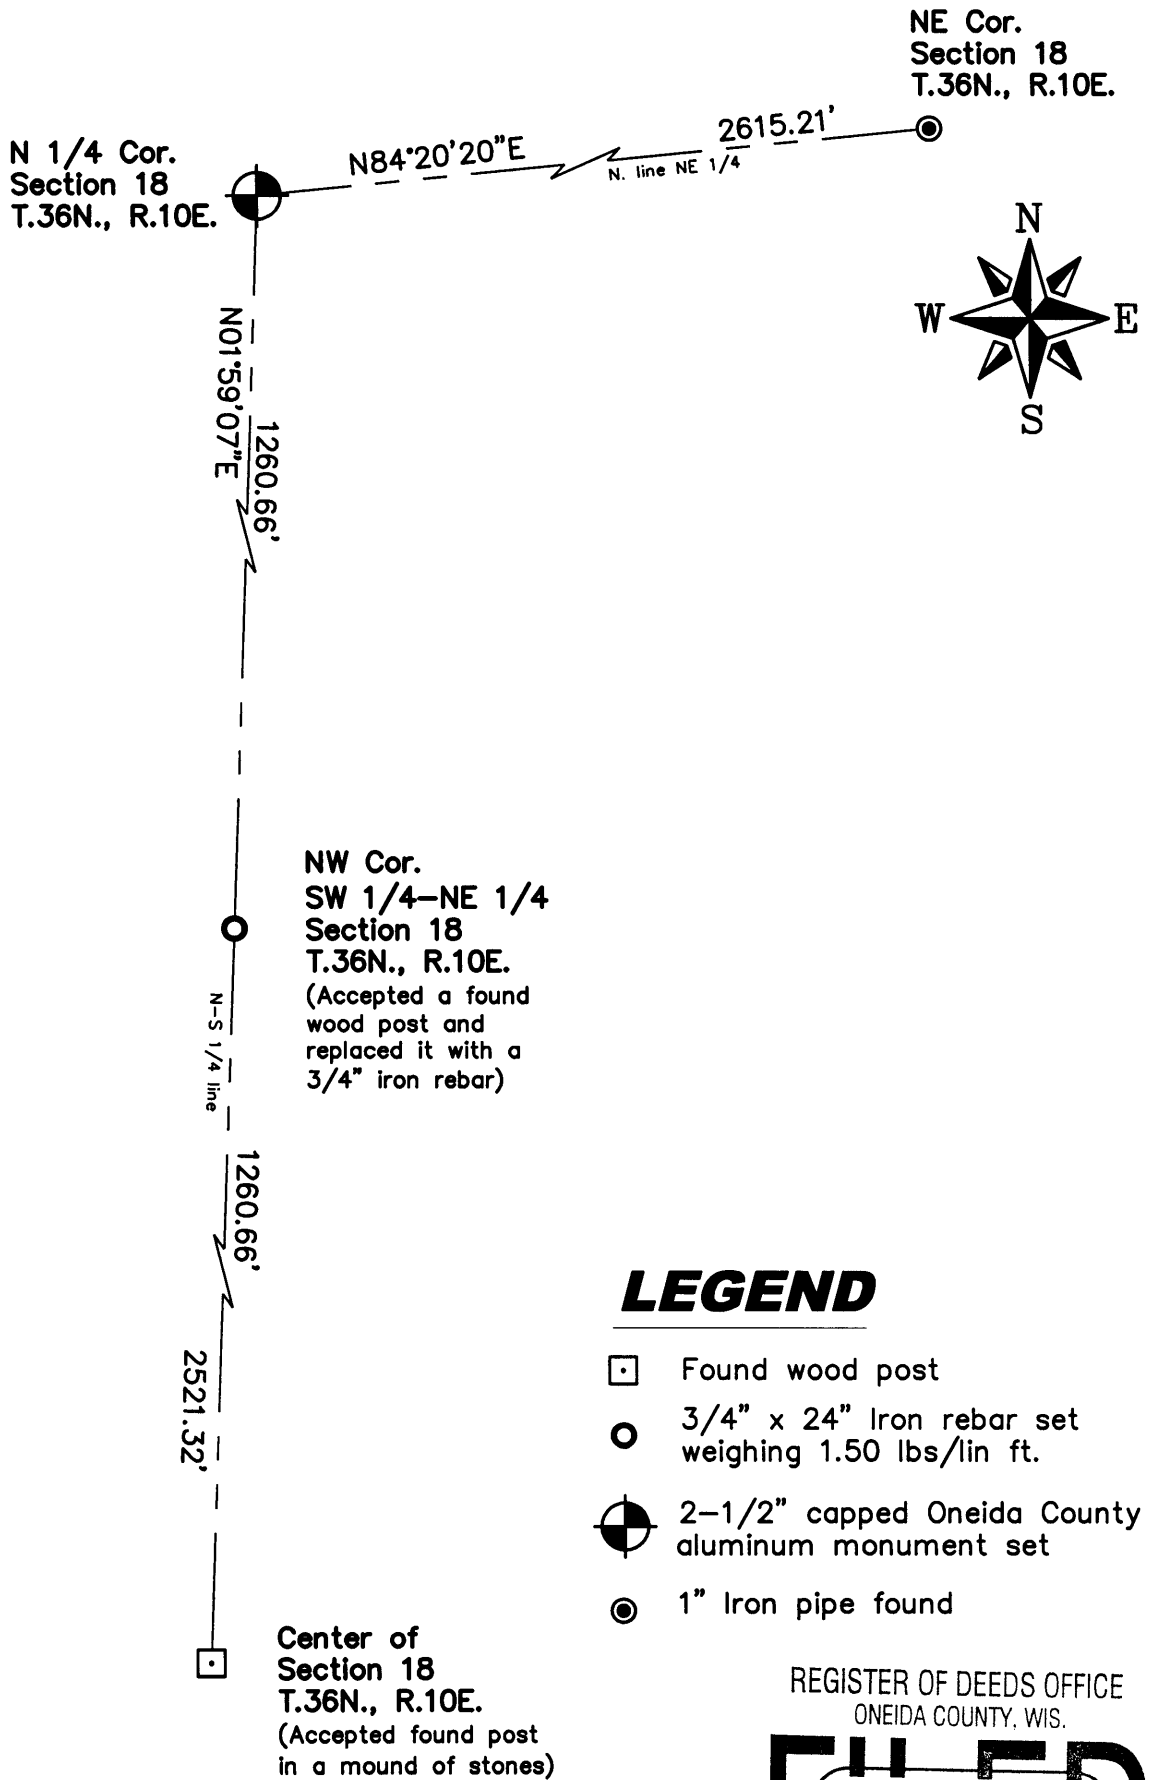 NE Cor.
Section 18
T.36N., R.10E.
N 1/4 Cor.
Section 18
T.36N., R.10E.
N84°20'20"E
2615.21'
N. line NE 1/4
N
W
E
S
N01°59'07"E
1260.66'
NW Cor.
SW 1/4-NE 1/4
Section 18
T.36N., R.10E.
(Accepted a found
wood post and
replaced it with a
3/4" iron rebar)
N-S 1/4 line
1260.66'
2521.32'
LEGEND
Found wood post
3/4" x 24" Iron rebar set
weighing 1.50 lbs/lin ft.
2-1/2" capped Oneida County
aluminum monument set
1" Iron pipe found
Center of
Section 18
T.36N., R.10E.
(Accepted found post
in a mound of stones)
REGISTER OF DEEDS OFFICE
ONEIDA COUNTY, WIS.
FILED